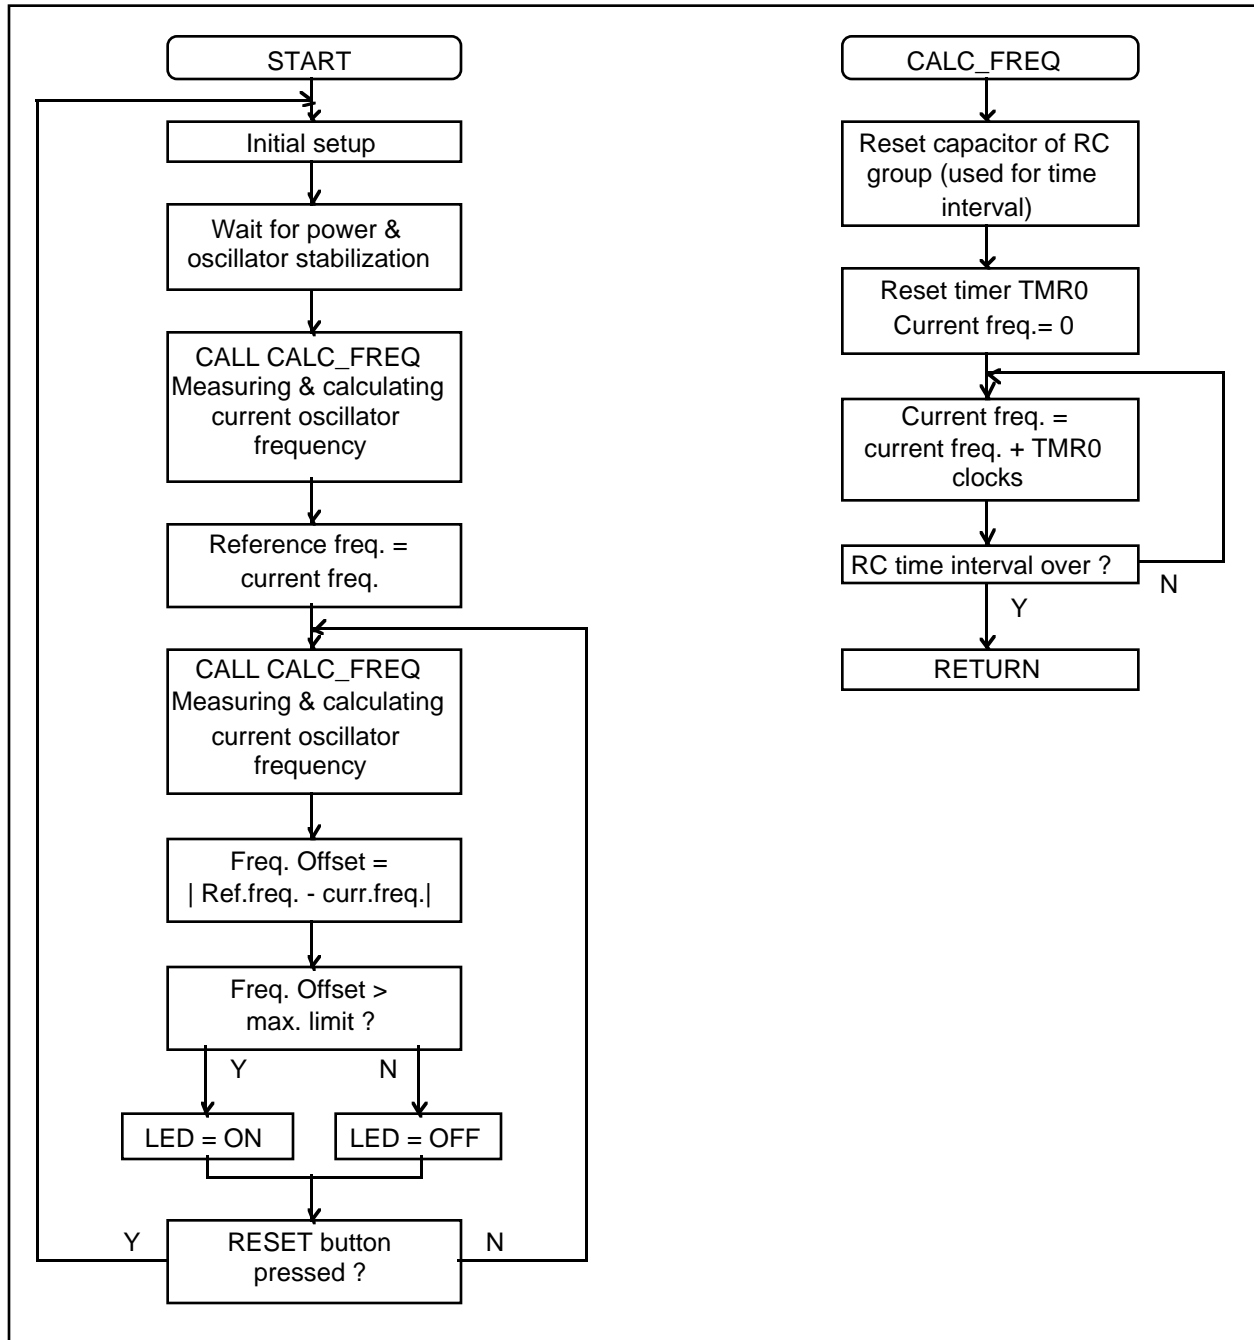 START
Initial setup
Wait for power &
oscillator stabilization
CALL CALC_FREQ
Measuring & calculating
current oscillator
frequency
Reference freq. =
current freq.
CALL CALC_FREQ
Measuring & calculating
current oscillator
frequency
Freq. Offset =
| Ref.freq. - curr.freq.|
Freq. Offset >
max. limit ?
Y
N
LED = ON
LED = OFF
Y
RESET button
pressed ?
N
CALC_FREQ
Reset capacitor of RC
group (used for time
interval)
Reset timer TMR0
Current freq.= 0
Current freq. =
current freq. + TMR0
clocks
RC time interval over ?
N
Y
RETURN